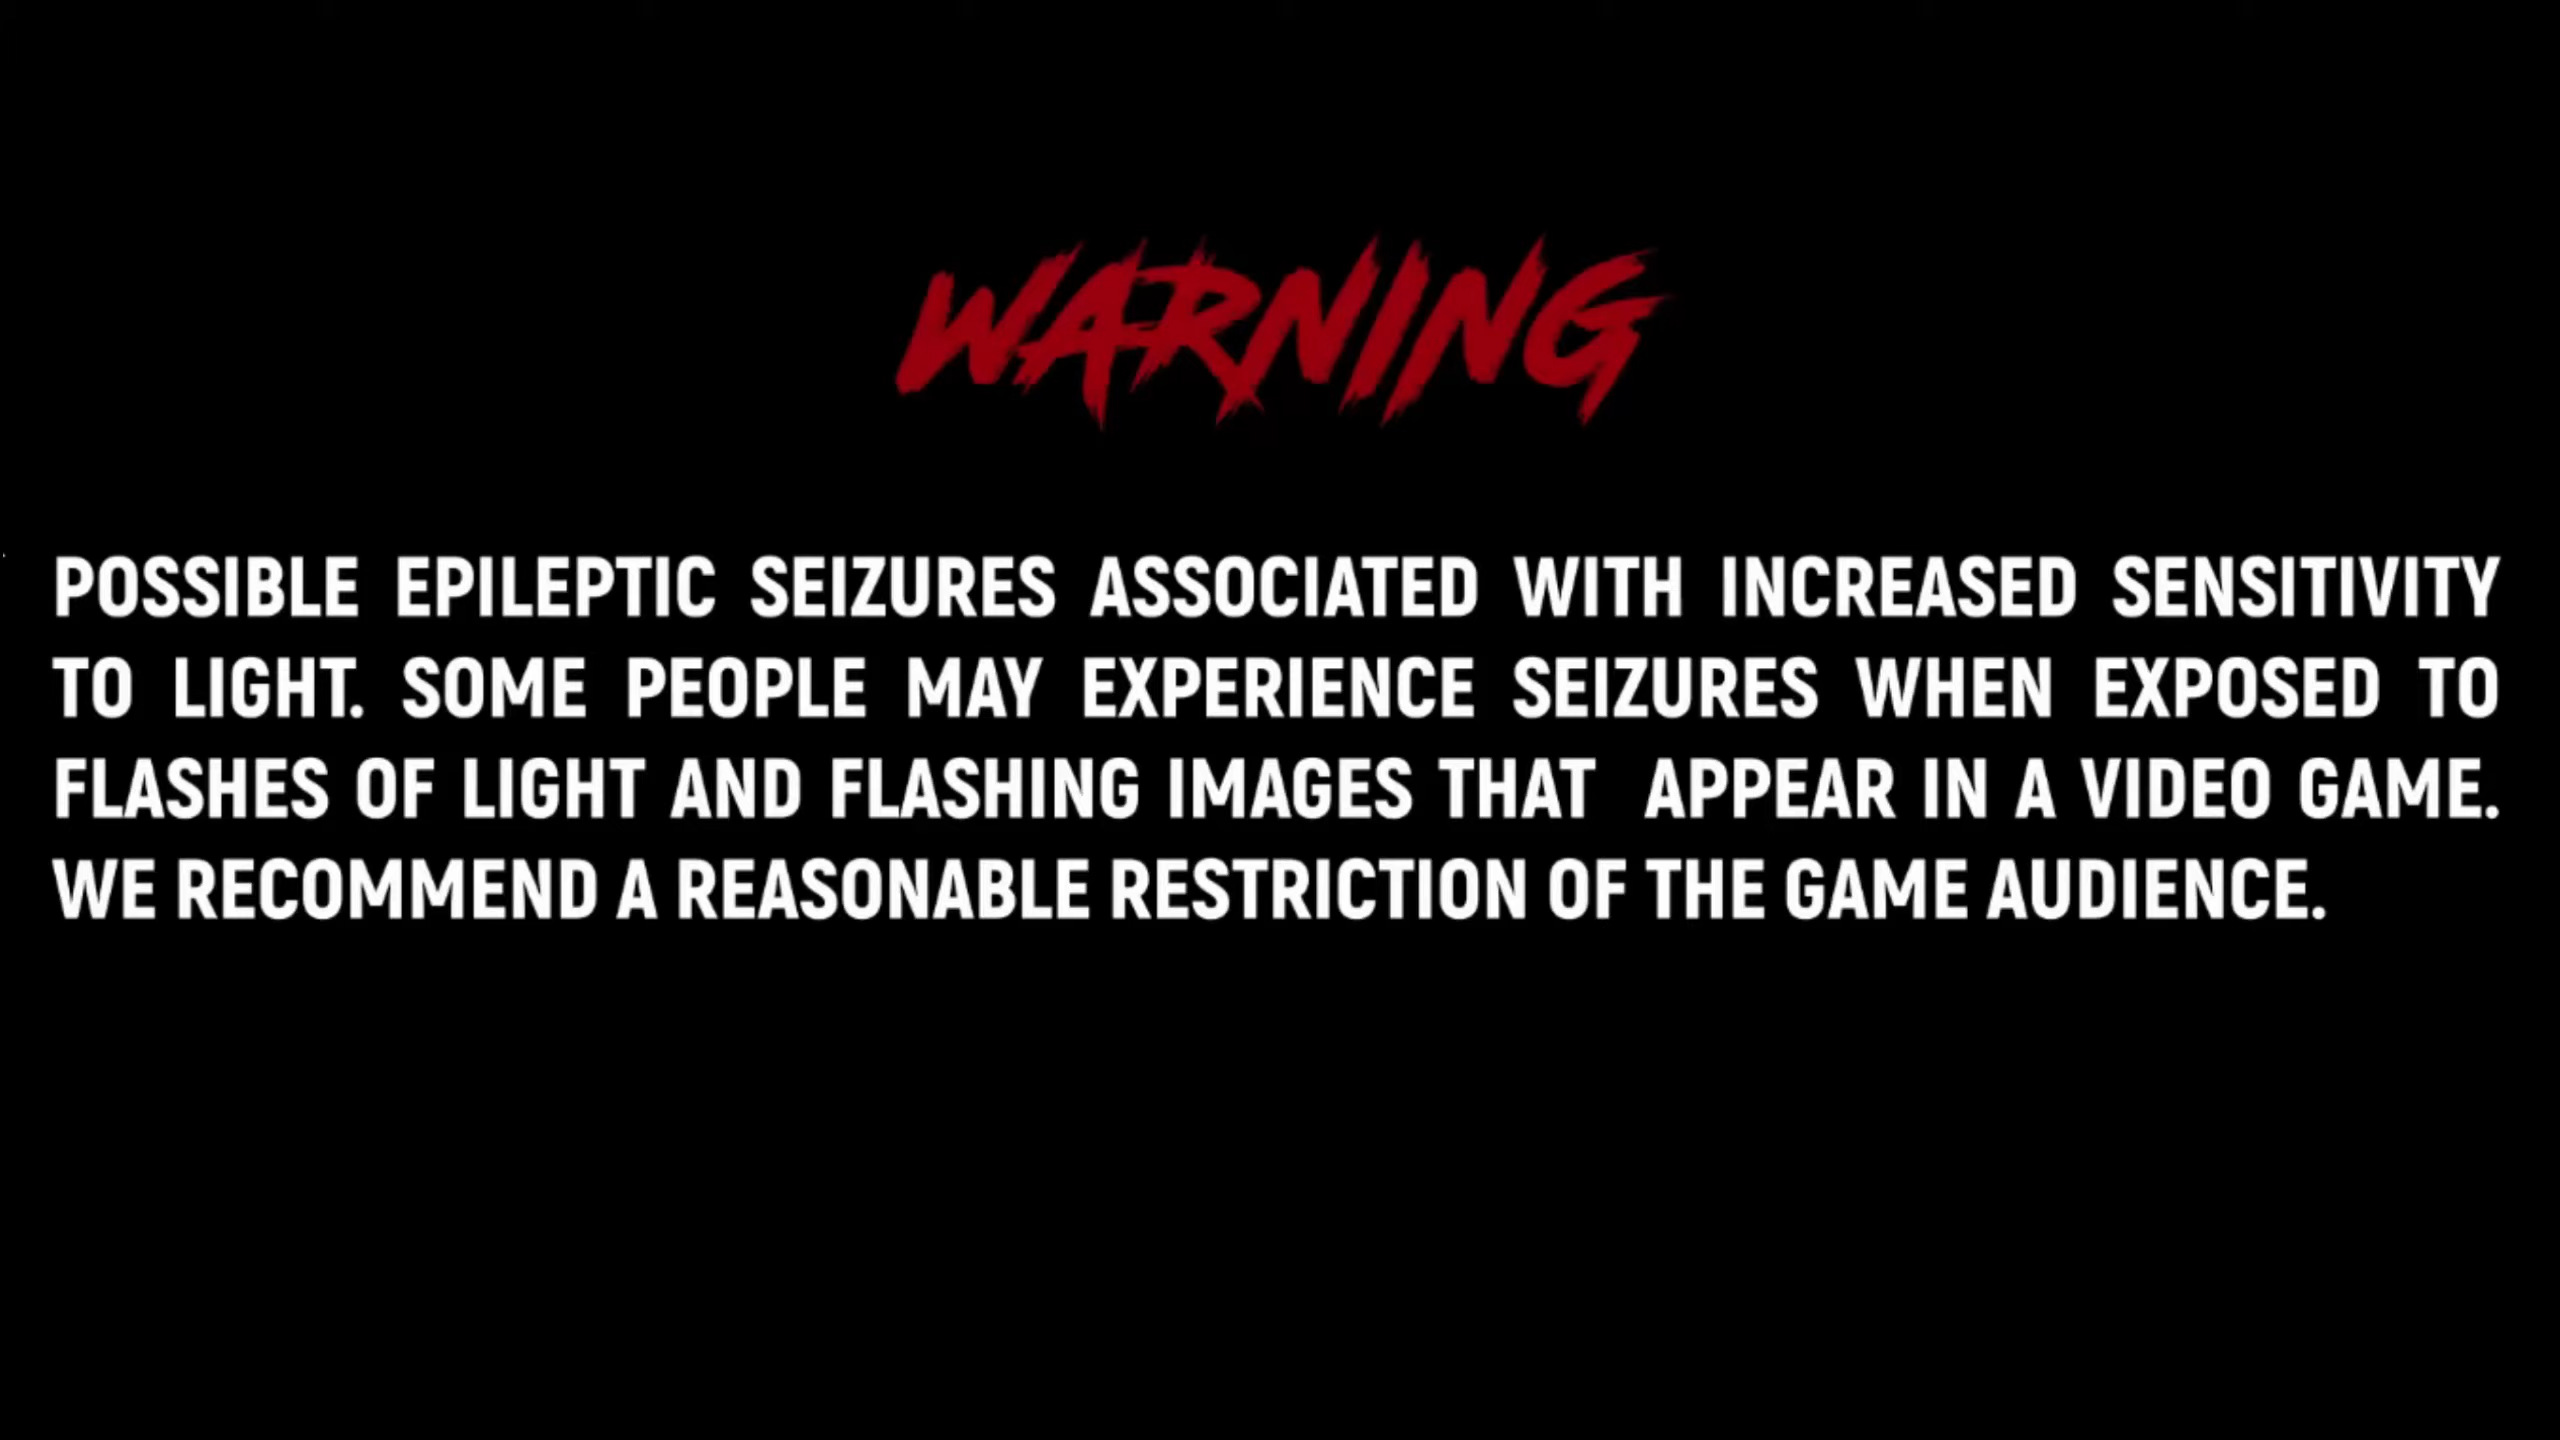 WARNING
POSSIBLE EPILEPTIC SEIZURES ASSOCIATED WITH INCREASED SENSITIVITY
TO LIGHT. SOME PEOPLE MAY EXPERIENCE SEIZURES WHEN EXPOSED TO
FLASHES OF LIGHT AND FLASHING IMAGES THAT APPEAR IN A VIDEO GAME.
WE RECOMMEND A REASONABLE RESTRICTION OF THE GAME AUDIENCE.